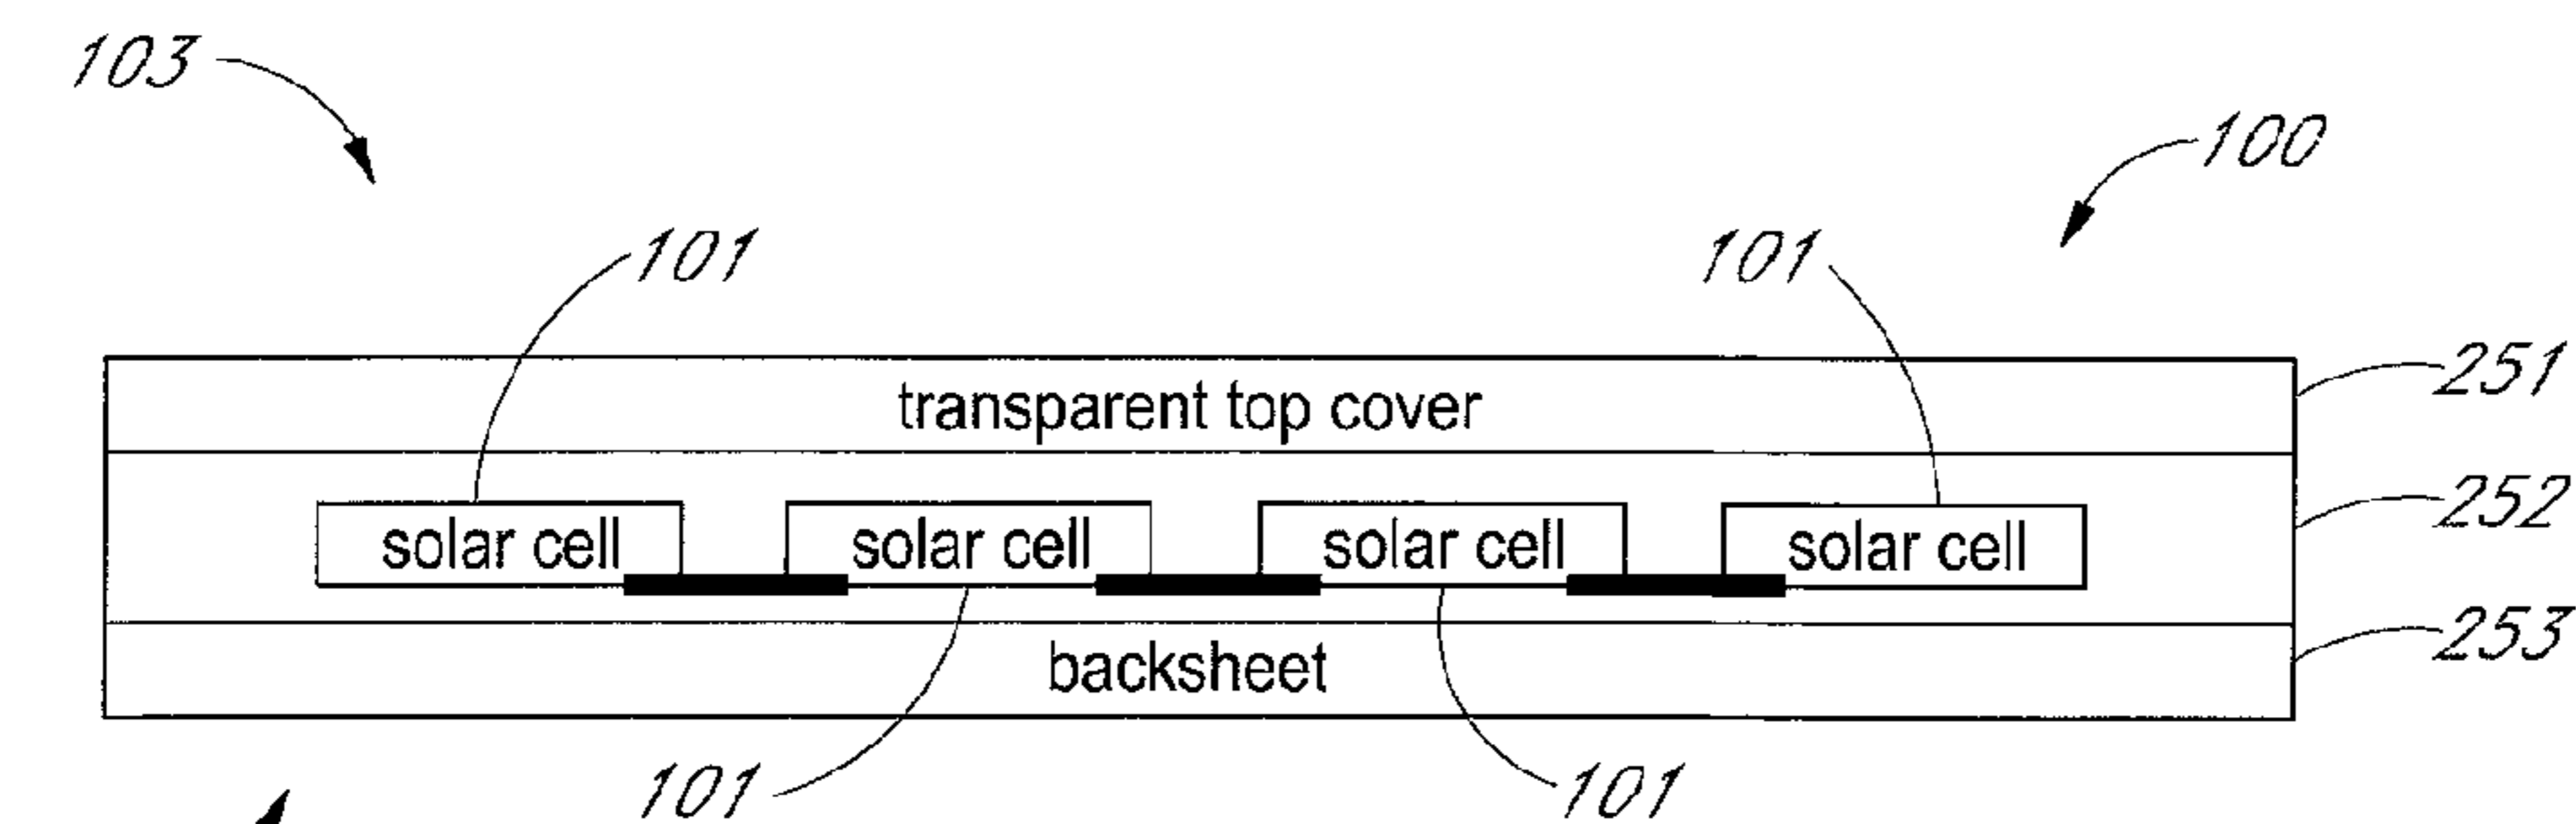 103
100
101 101
251
transparent top cover
252
solar cell solar cell solar cell solar cell
253
backsheet
101 101